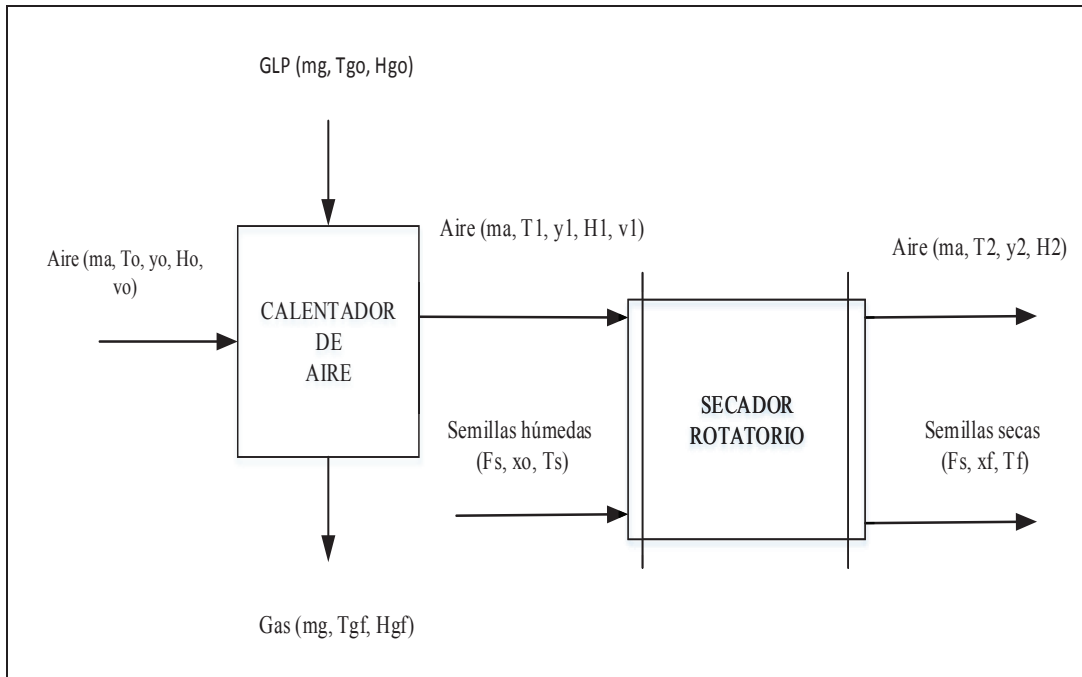 GLP (mg, Tgo, Hgo)
Aire (ma, To, yo, Ho,
vo)
CALENTADOR
DE
AIRE
Aire (ma, T1, y1, H1, v1)
Aire (ma, T2, y2, H2)
Semillas húmedas
(Fs, xo, Ts)
SECADOR
ROTATORIO
Semillas secas
(Fs, xf, Tf)
Gas (mg, Tgf, Hgf)